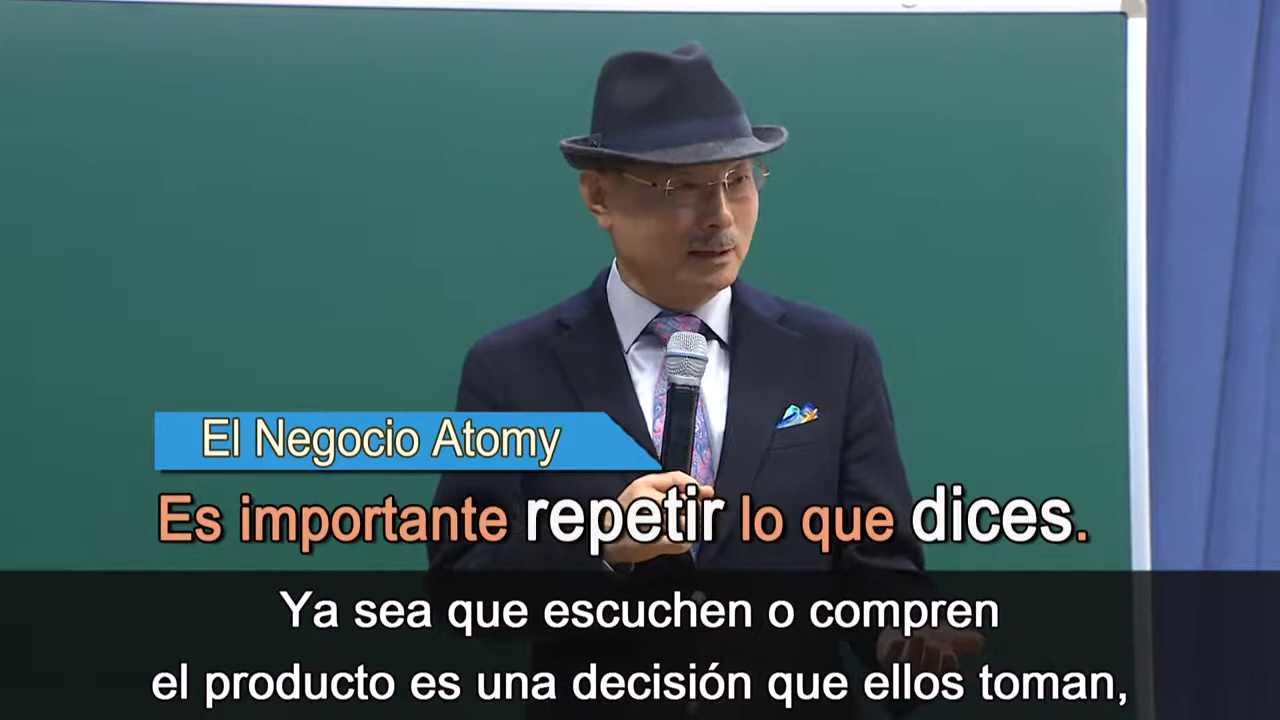 El Negocio Atomy
Es importante repetir lo que dices.
Ya sea que escuchen o compren
el producto es una decisión que ellos toman,